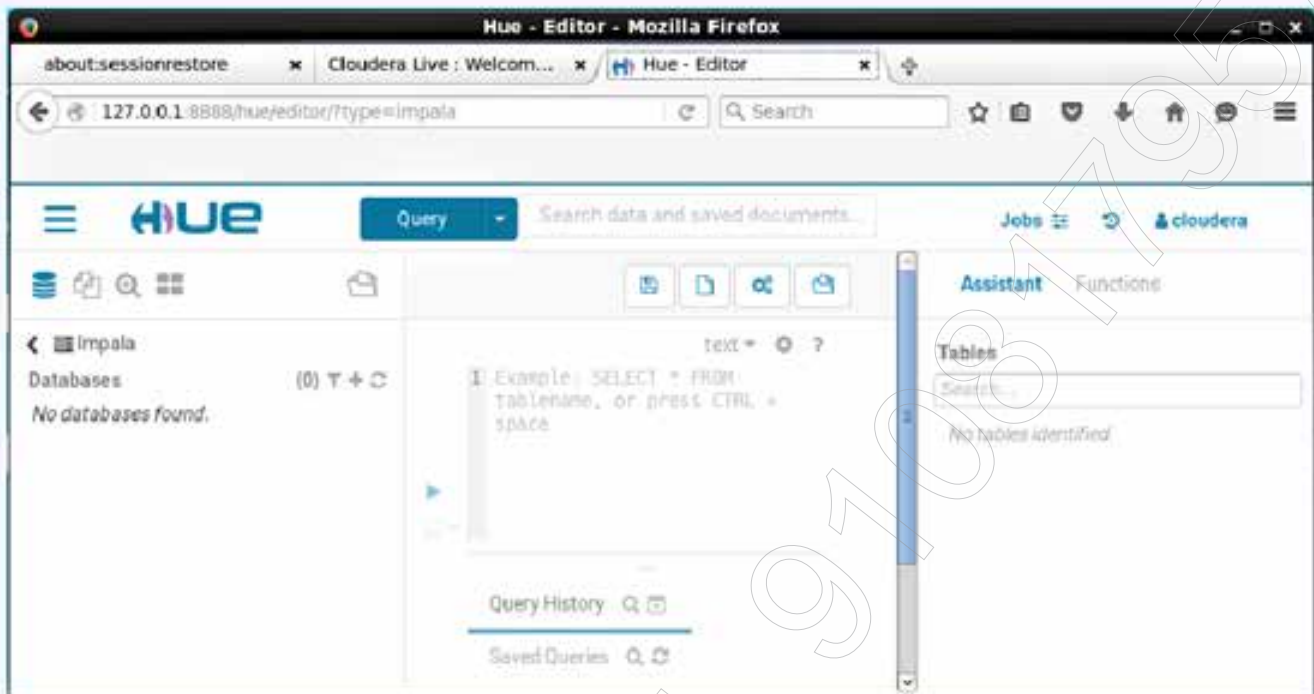 Hue - Editor - Mozilla Firefox
about:sessionrestore
Cloudera Live : Welcom...
Hue - Editor
127.0.0.1:8888/hue/editor/?type=impala
Search
HUE
Query
Search data and saved documents...
Jobs
cloudera
Assistant
Functions
Impala
text
?
Tables
Databases
(0)
1 Example: SELECT * FROM
tablename, or press CTRL +
space
Search...
No databases found.
No tables identified
Query History
Saved Queries